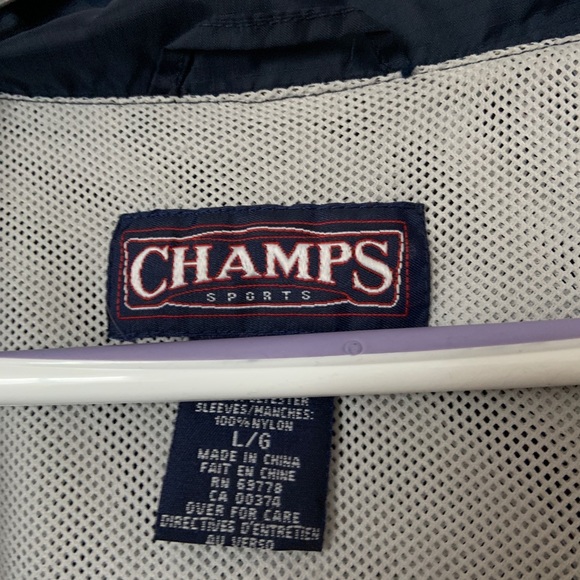 CHAMPS
SPORTS
SLEEVES/MANCHES:
100% NYLON
L/G
MADE IN CHINA
FAIT EN CHINE
RN 69778
CA 00374
OVER FOR CARE
DIRECTIVES D'ENTRETIEN
AU VERSO